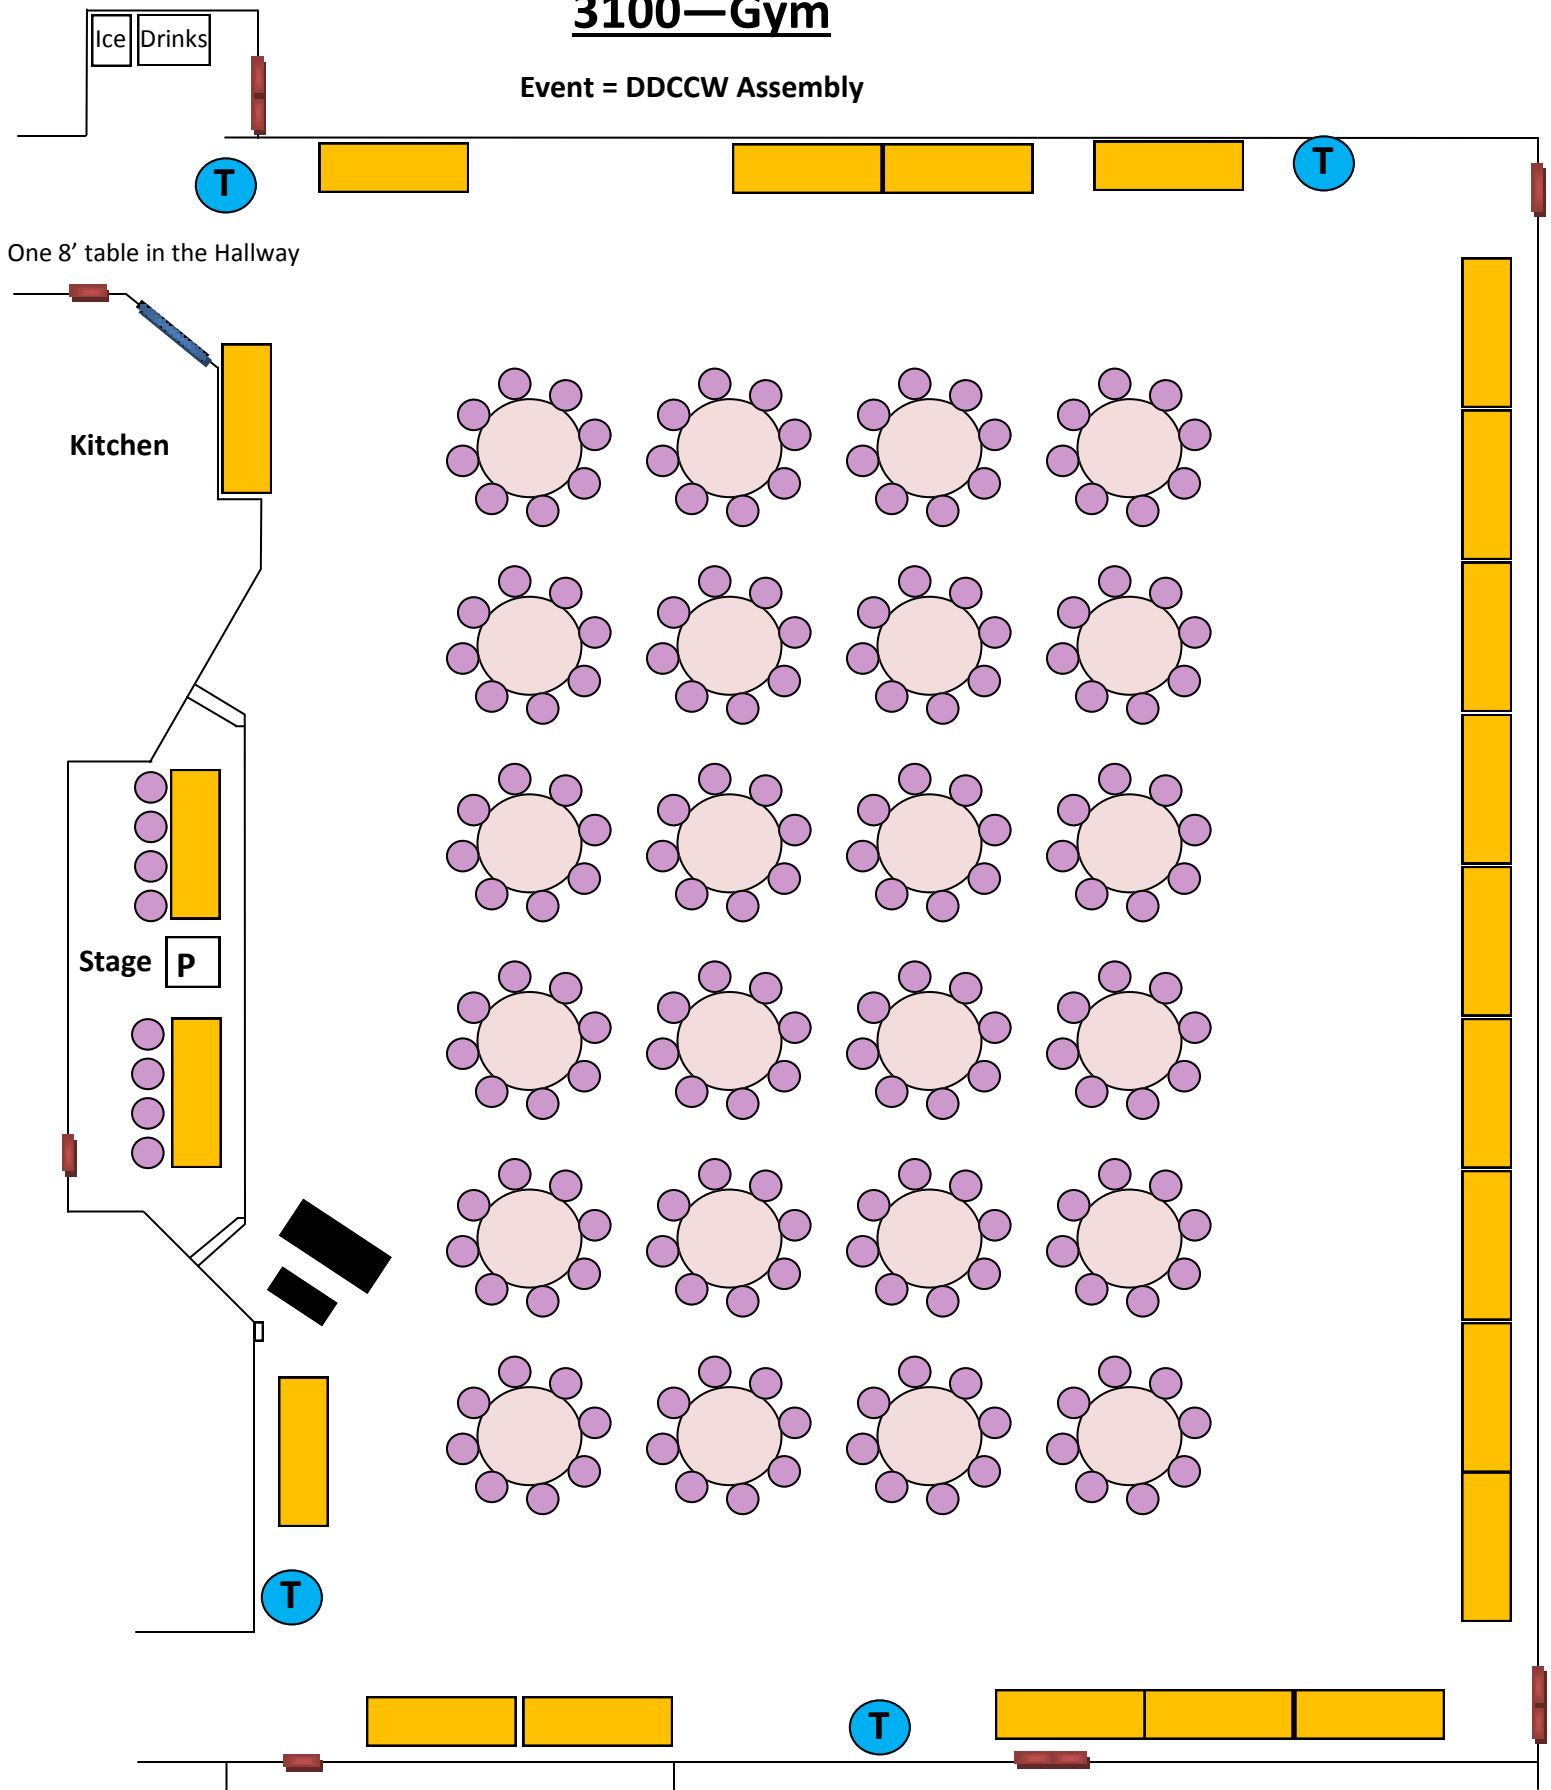 3100—Gym
Ice Drinks
Event = DDCCW Assembly
T
T
One 8’ table in the Hallway
Kitchen
Stage P
T
T